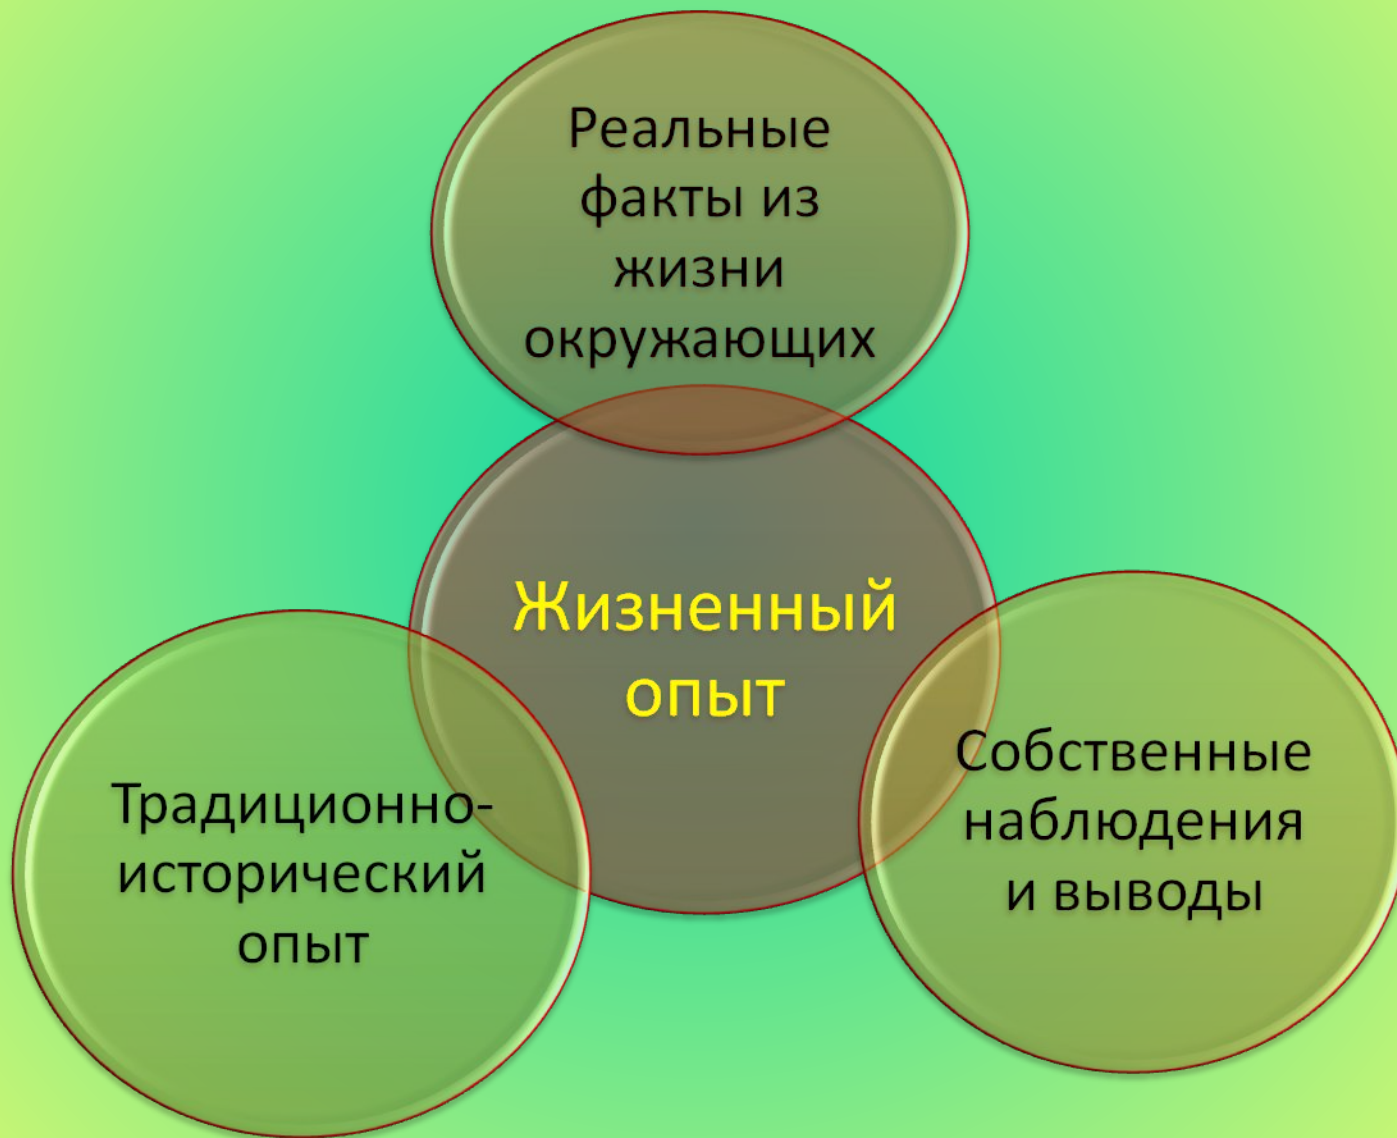 Реальные
факты из
жизни
окружающих
Жизненный
опыт
Традиционно-
исторический
опыт
Собственные
наблюдения
и выводы